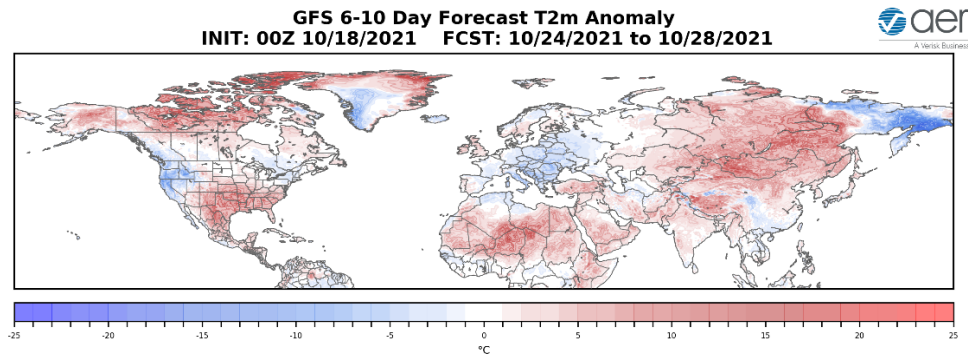 GFS 6-10 Day Forecast T2m Anomaly
INIT: 00Z 10/18/2021 FCST: 10/24/2021 to 10/28/2021
aer
A Verisk Business
-25 -20 -15 -10 -5 0 5 10 15 20 25
°C